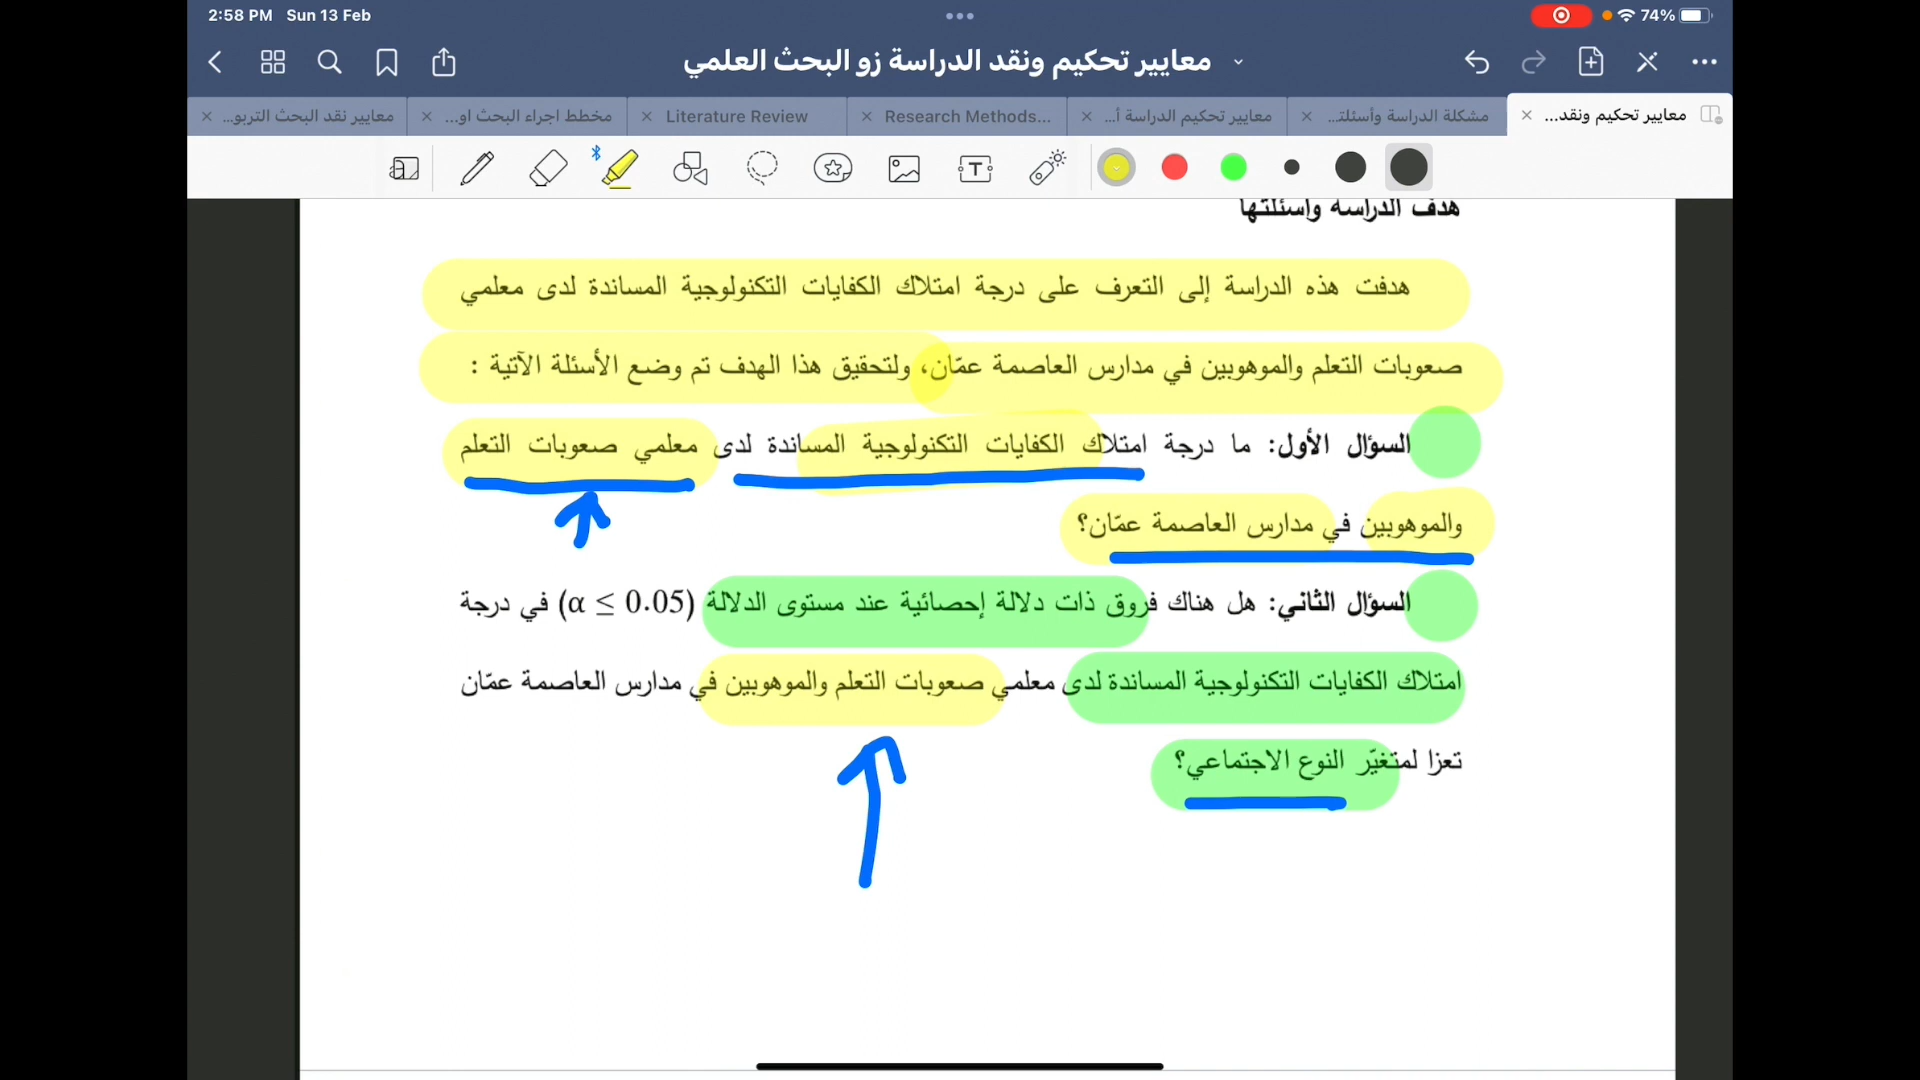 2:58 PM Sun 13 Feb
74%
معايير تحكيم ونقد الدراسة زو البحث العلمي
معايير نقد البحث التربو...
مخطط اجراء البحث او...
Literature Review
Research Methods...
معايير تحكيم الدراسة أ...
مشكلة الدراسة وأسئلتـ...
معايير تحكيم ونقد...
هدف الدراسة وأسئلتها
هدفت هذه الدراسة إلى التعرف على درجة امتلاك الكفايات التكنولوجية المساندة لدى معلمي
صعوبات التعلم والموهوبين في مدارس العاصمة عمّان، ولتحقيق هذا الهدف تم وضع الأسئلة الآتية :
السؤال الأول: ما درجة امتلاك الكفايات التكنولوجية المساندة لدى معلمي صعوبات التعلم
والموهوبين في مدارس العاصمة عمّان؟
السؤال الثاني: هل هناك فروق ذات دلالة إحصائية عند مستوى الدلالة (α ≤ 0.05) في درجة
امتلاك الكفايات التكنولوجية المساندة لدى معلمي صعوبات التعلم والموهوبين في مدارس العاصمة عمّان
تعزا لمتغيّر النوع الاجتماعي؟